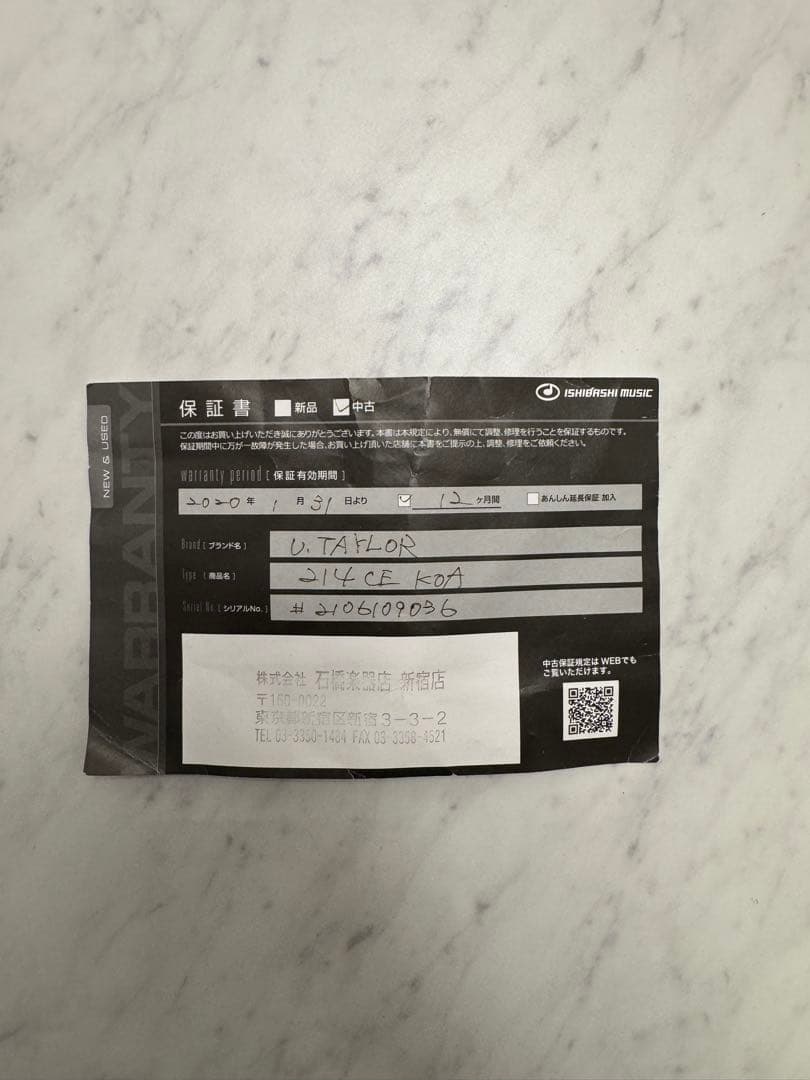 WARRANTY
NEW & USED
保証書 新品 中古
ISHIBASHI MUSIC
この度はお買い上げいただき誠にありがとうございます。本書は本規定により、無償にて調整、修理を行うことを保証するものです。
保証期間中に万が一故障が発生した場合、お買い上げ頂いた店舗に本書をご提示の上、調整、修理をご依頼ください。
warranty period [ 保証有効期間 ]
2020 年 1 月 31 日より 12 ヶ月間 あんしん延長保証 加入
Brand [ ブランド名 ] U.TAYLOR
Type [ 商品名 ] 214 CE KOA
Serial No. [ シリアルNo. ] # 2106109036
株式会社 石橋楽器店 新宿店
〒160-0022
東京都新宿区新宿3-3-2
TEL 03-3350-1484 FAX 03-3358-4521
中古保証規定は WEBでも
ご覧いただけます。